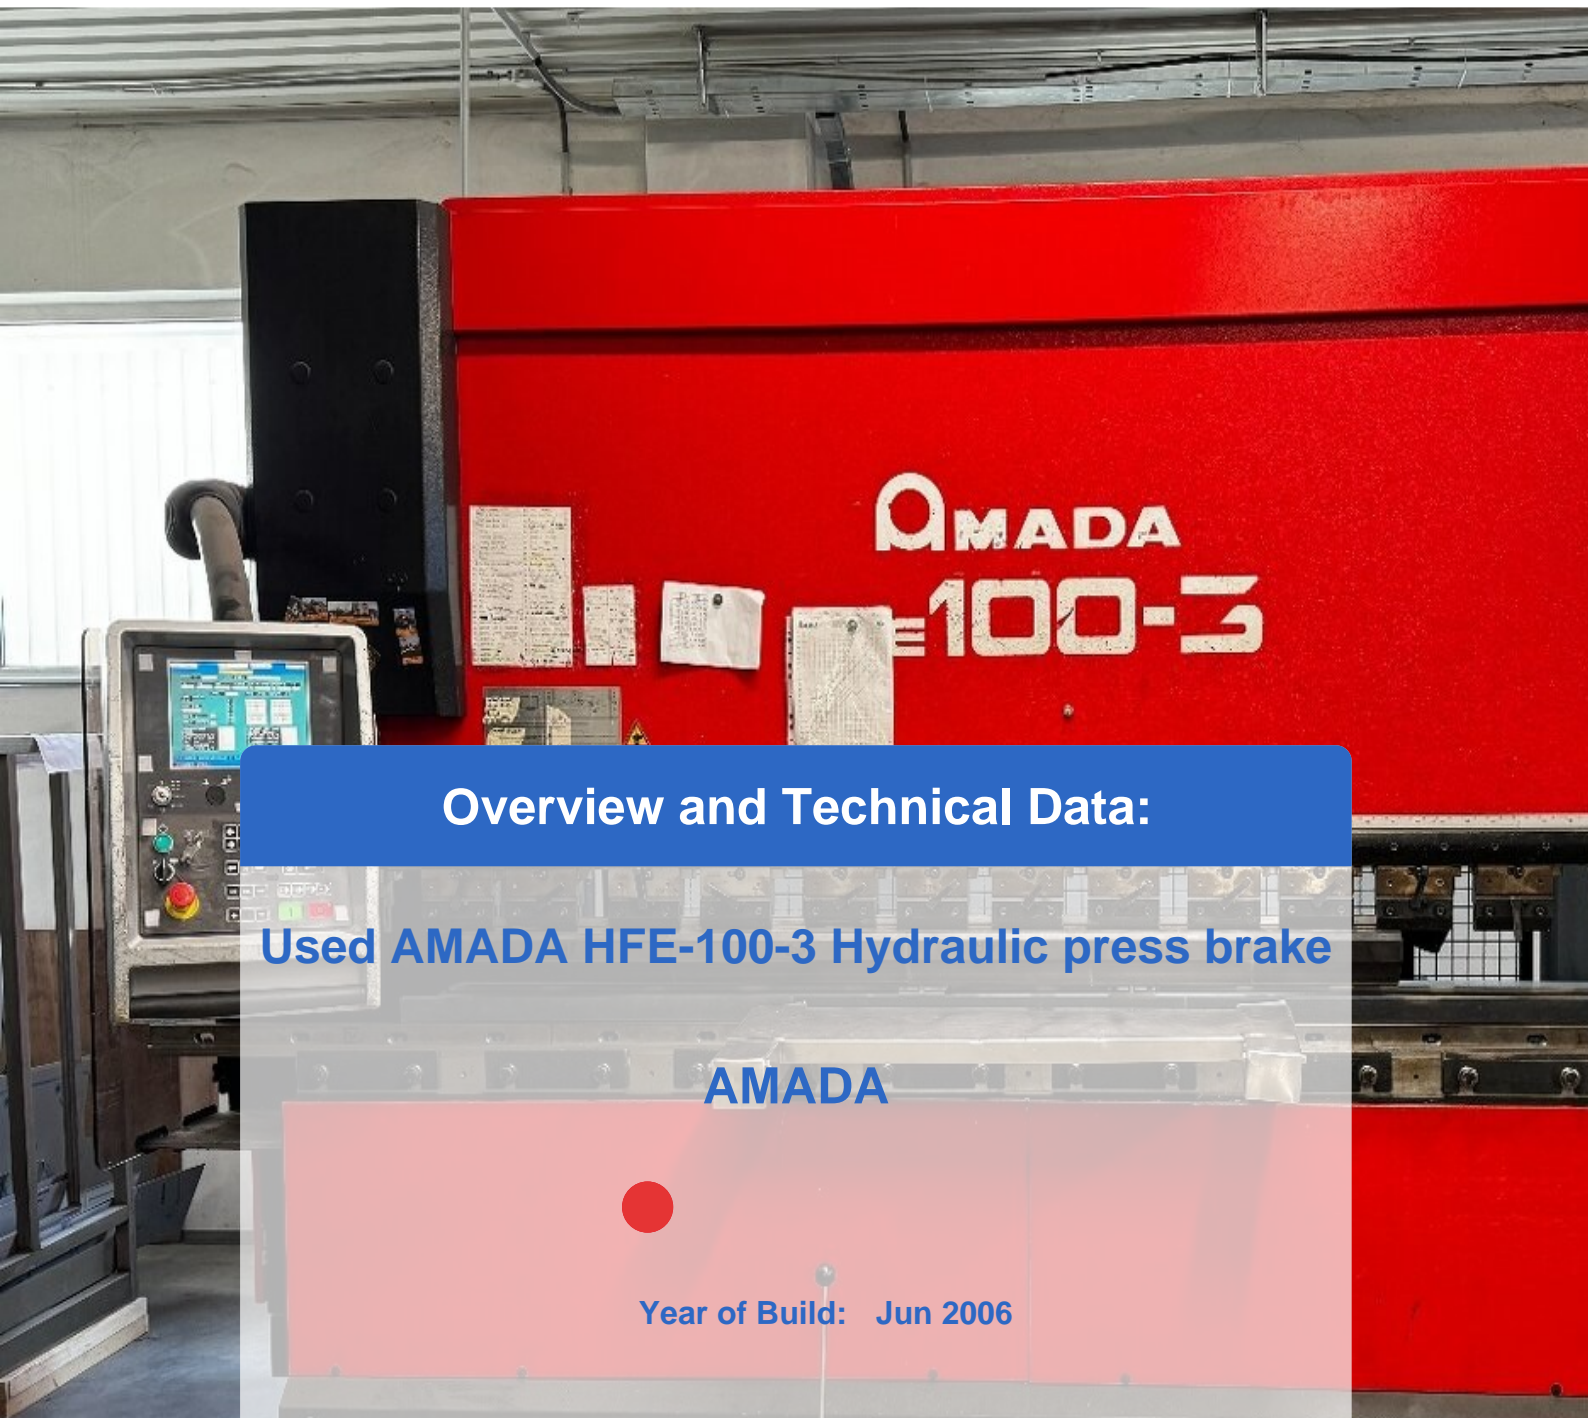 AMADA
E100-3
Overview and Technical Data:
Used AMADA HFE-100-3 Hydraulic press brake
AMADA
Year of Build: Jun 2006